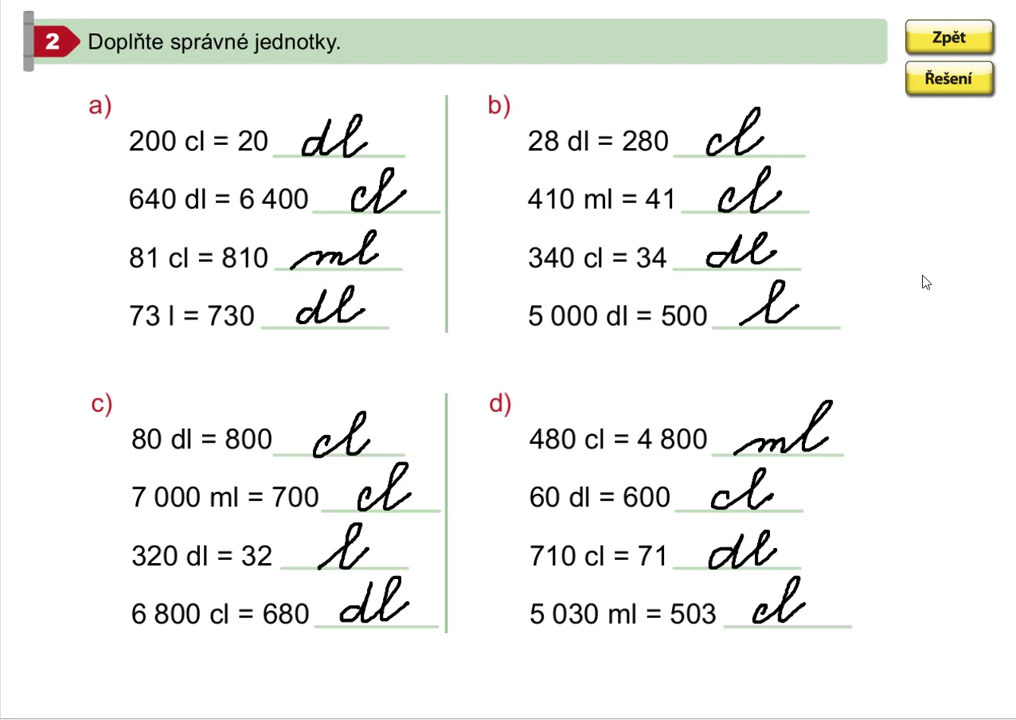 2 Doplňte správné jednotky.
Zpět
Řešení
a)
200 cl = 20 dl
640 dl = 6 400 cl
81 cl = 810 ml
73 l = 730 dl
b)
28 dl = 280 cl
410 ml = 41 cl
340 cl = 34 dl
5 000 dl = 500 l
c)
80 dl = 800 cl
7 000 ml = 700 cl
320 dl = 32 l
6 800 cl = 680 dl
d)
480 cl = 4 800 ml
60 dl = 600 cl
710 cl = 71 dl
5 030 ml = 503 cl